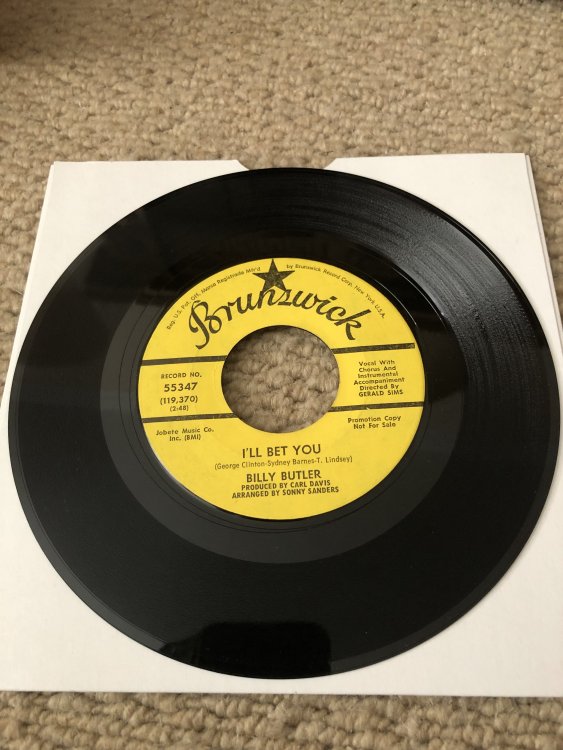 Reg. U.S. Pat. Off. Marca Registrada Mfr'd by Brunswick Record Corp. New York U.S.A.
Brunswick
RECORD NO.
55347
(119,370)
(2:48)
Vocal With
Chorus And
Instrumental
Accompaniment
Directed By
GERALD SIMS
Jobete Music Co.
Inc. (BMI)
Promotion Copy
Not For Sale
I'LL BET YOU
(George Clinton-Sydney Barnes-T. Lindsey)
BILLY BUTLER
PRODUCED BY CARL DAVIS
ARRANGED BY SONNY SANDERS